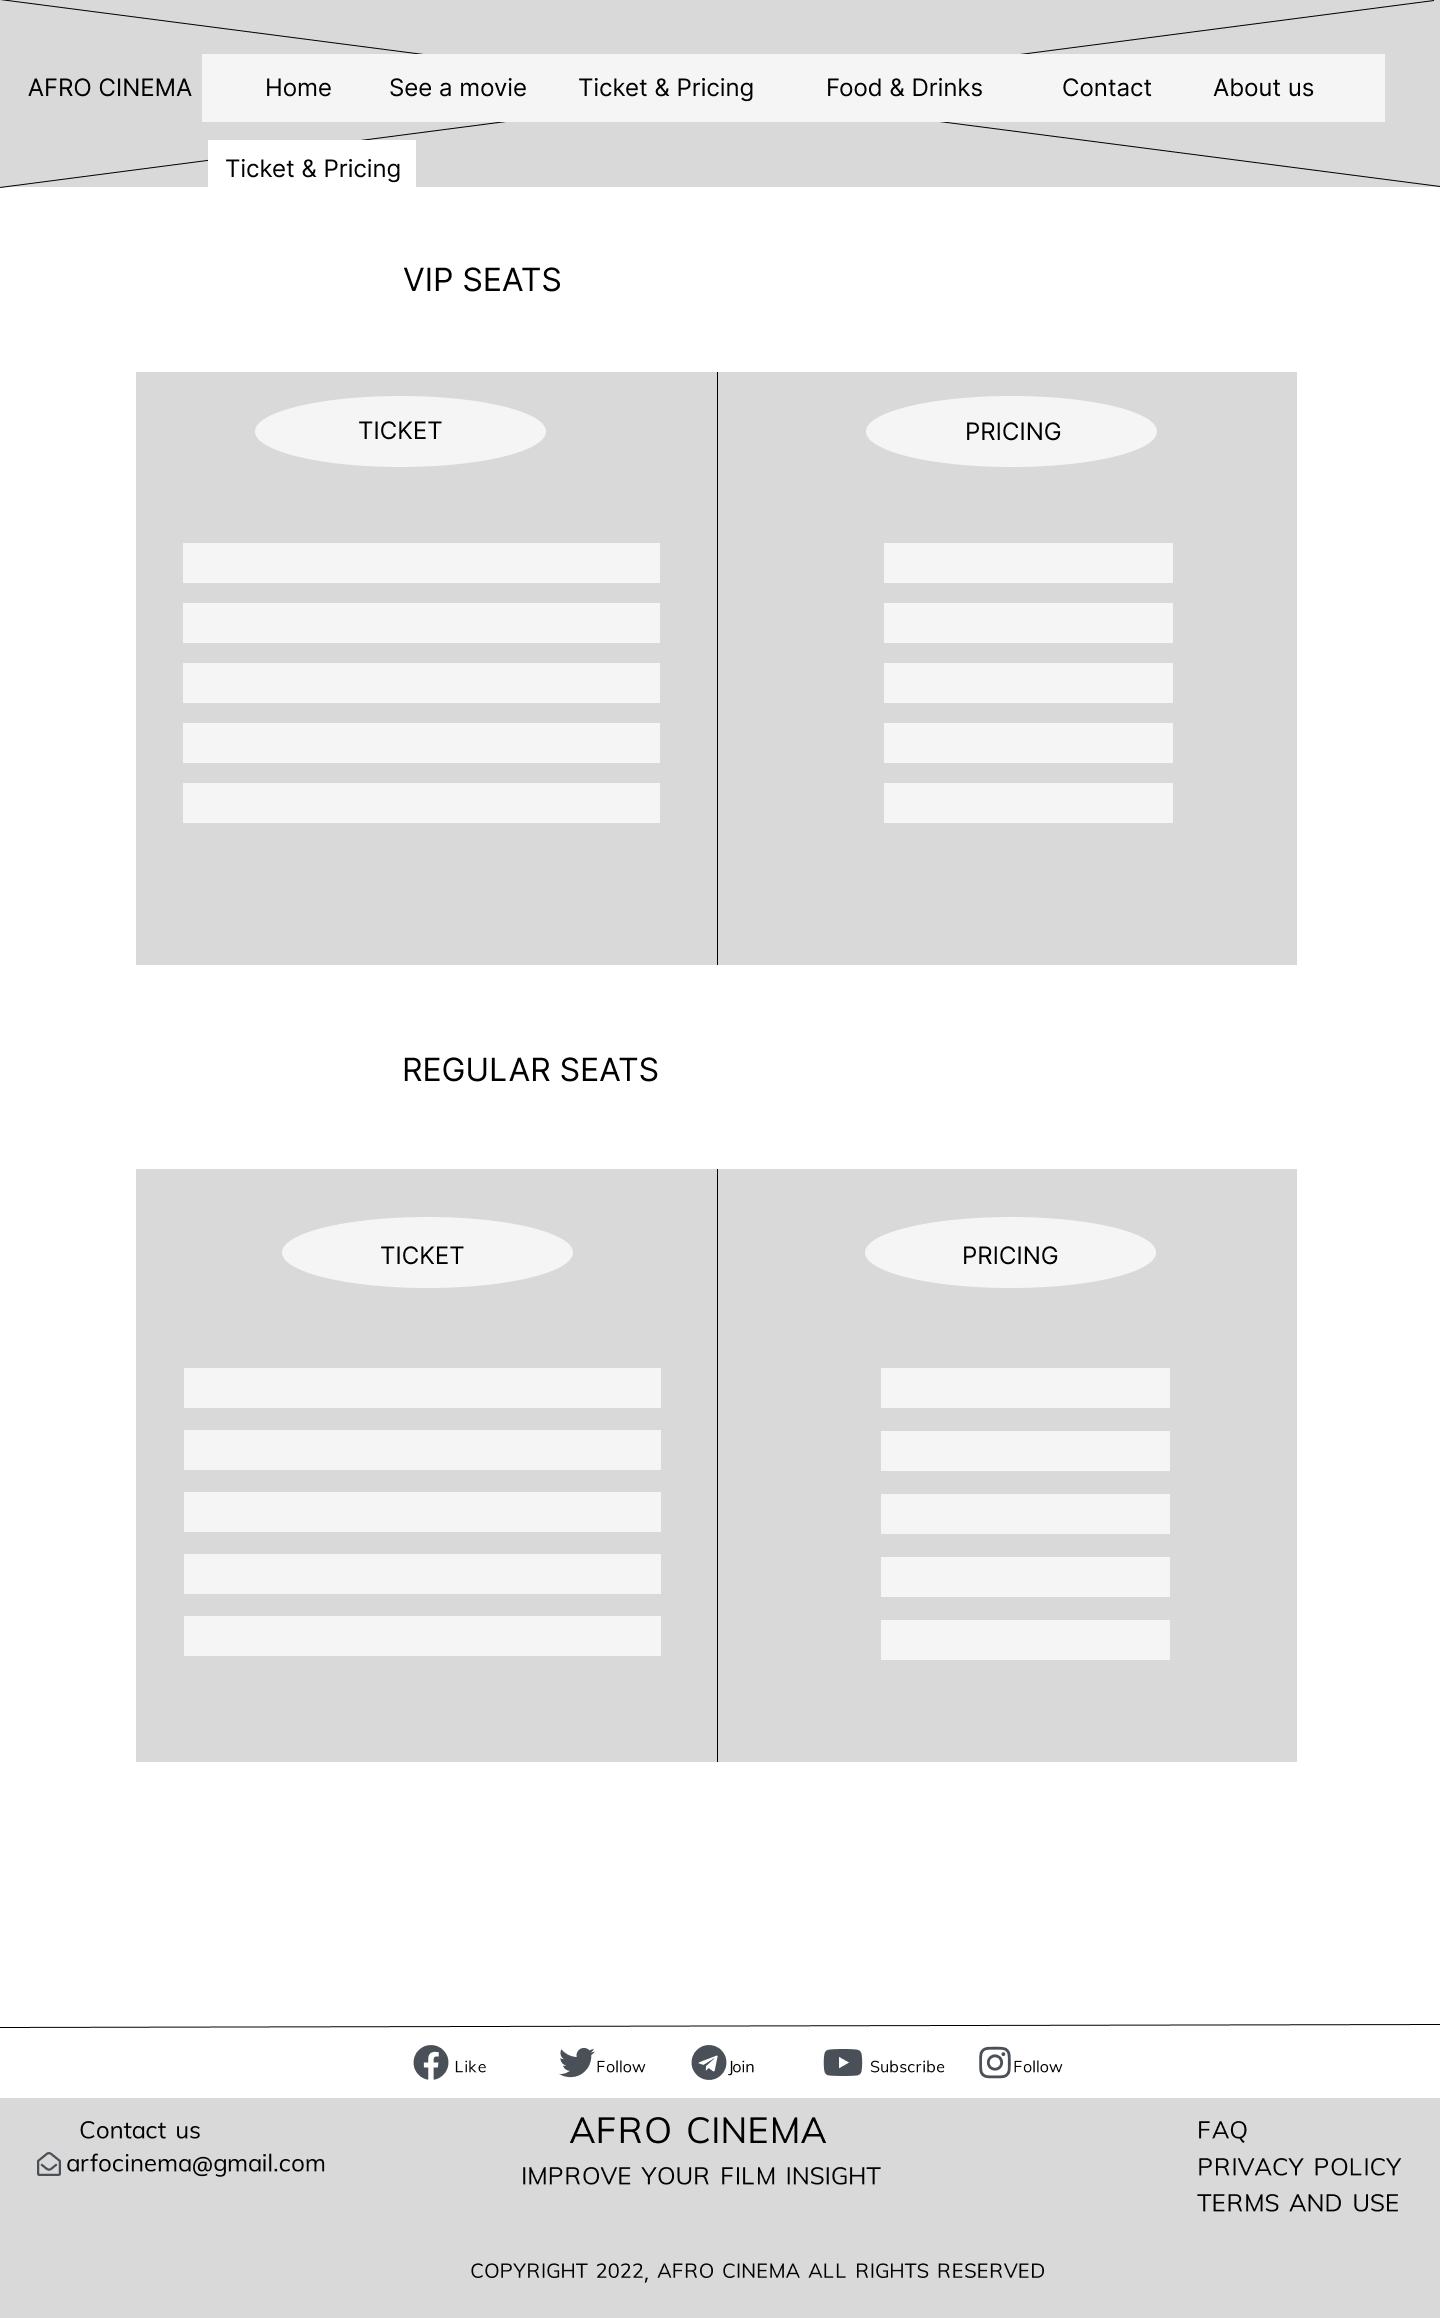 AFRO CINEMA Home See a movie Ticket & Pricing Food & Drinks Contact About us
Ticket & Pricing
VIP SEATS
TICKET PRICING
REGULAR SEATS
TICKET PRICING
Like Follow Join Subscribe Follow
Contact us
arfocinema@gmail.com
AFRO CINEMA
IMPROVE YOUR FILM INSIGHT
FAQ
PRIVACY POLICY
TERMS AND USE
COPYRIGHT 2022, AFRO CINEMA ALL RIGHTS RESERVED